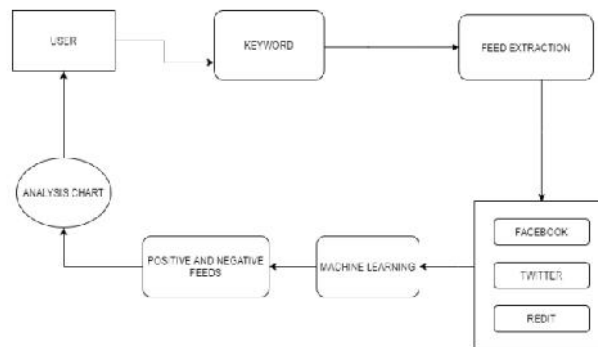 USER
KEYWORD
FEED EXTRACTION
ANALYSIS CHART
POSITIVE AND NEGATIVE
FEEDS
MACHINE LEARNING
FACEBOOK
TWITTER
REDIT